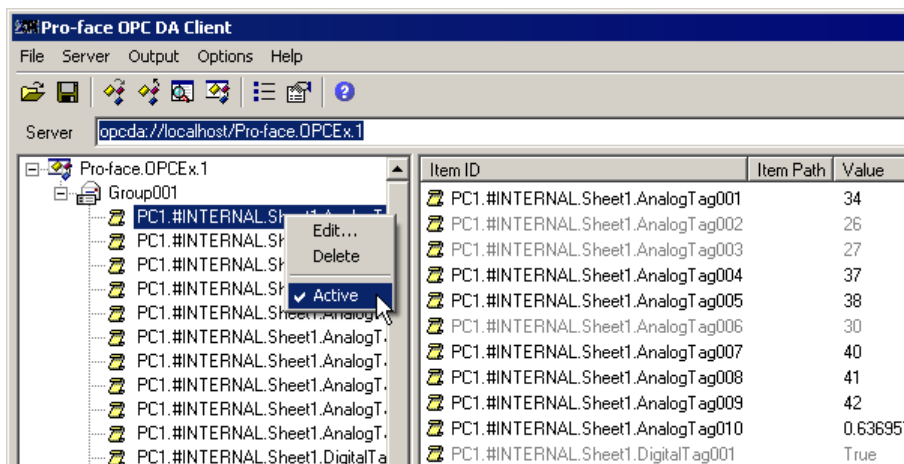 Pro-face OPC DA Client
File Server Output Options Help
Server opcda://localhost/Pro-face.OPCEx.1
Pro-face.OPCEx.1
Group001
PC1.#INTERNAL.Sheet1.AnalogT
PC1.#INTERNAL.Sh
PC1.#INTERNAL.Sh
PC1.#INTERNAL.Sh
PC1.#INTERNAL.Sheet1.AnalogT
PC1.#INTERNAL.Sheet1.AnalogT
PC1.#INTERNAL.Sheet1.AnalogT
PC1.#INTERNAL.Sheet1.AnalogT
PC1.#INTERNAL.Sheet1.AnalogT
PC1.#INTERNAL.Sheet1.AnalogT
PC1.#INTERNAL.Sheet1.DigitalTa
Edit...
Delete
Active
Item ID Item Path Value
PC1.#INTERNAL.Sheet1.AnalogTag001 34
PC1.#INTERNAL.Sheet1.AnalogTag002 26
PC1.#INTERNAL.Sheet1.AnalogTag003 27
PC1.#INTERNAL.Sheet1.AnalogTag004 37
PC1.#INTERNAL.Sheet1.AnalogTag005 38
PC1.#INTERNAL.Sheet1.AnalogTag006 30
PC1.#INTERNAL.Sheet1.AnalogTag007 40
PC1.#INTERNAL.Sheet1.AnalogTag008 41
PC1.#INTERNAL.Sheet1.AnalogTag009 42
PC1.#INTERNAL.Sheet1.AnalogTag010 0.63695
PC1.#INTERNAL.Sheet1.DigitalTag001 True